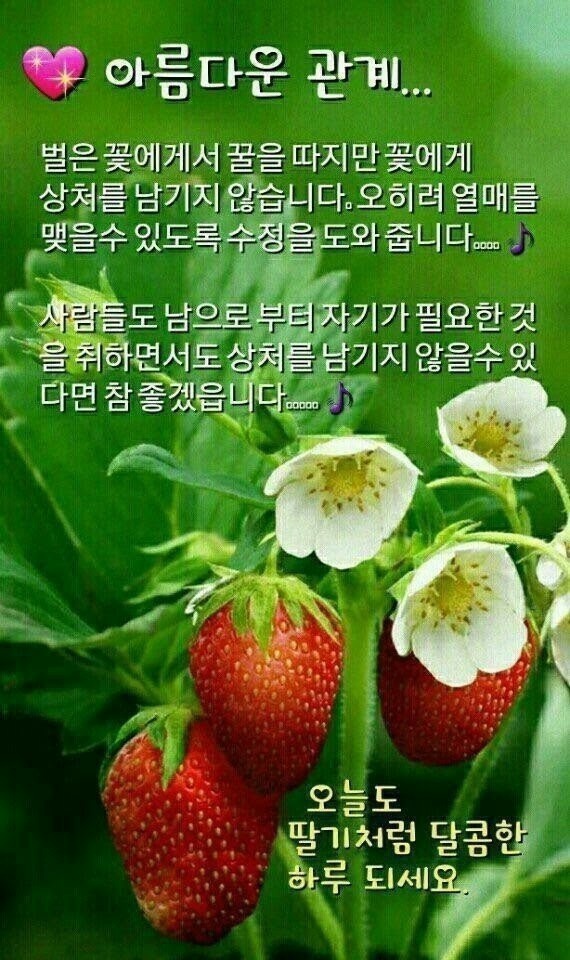 💖 아름다운 관계...
벌은 꽃에게서 꿀을 따지만 꽃에게
상처를 남기지 않습니다. 오히려 열매를
맺을수 있도록 수정을 도와 줍니다.... ♪
사람들도 남으로 부터 자기가 필요한 것
을 취하면서도 상처를 남기지 않을수 있
다면 참 좋겠읍니다..... ♪
오늘도
딸기처럼 달콤한
하루 되세요.